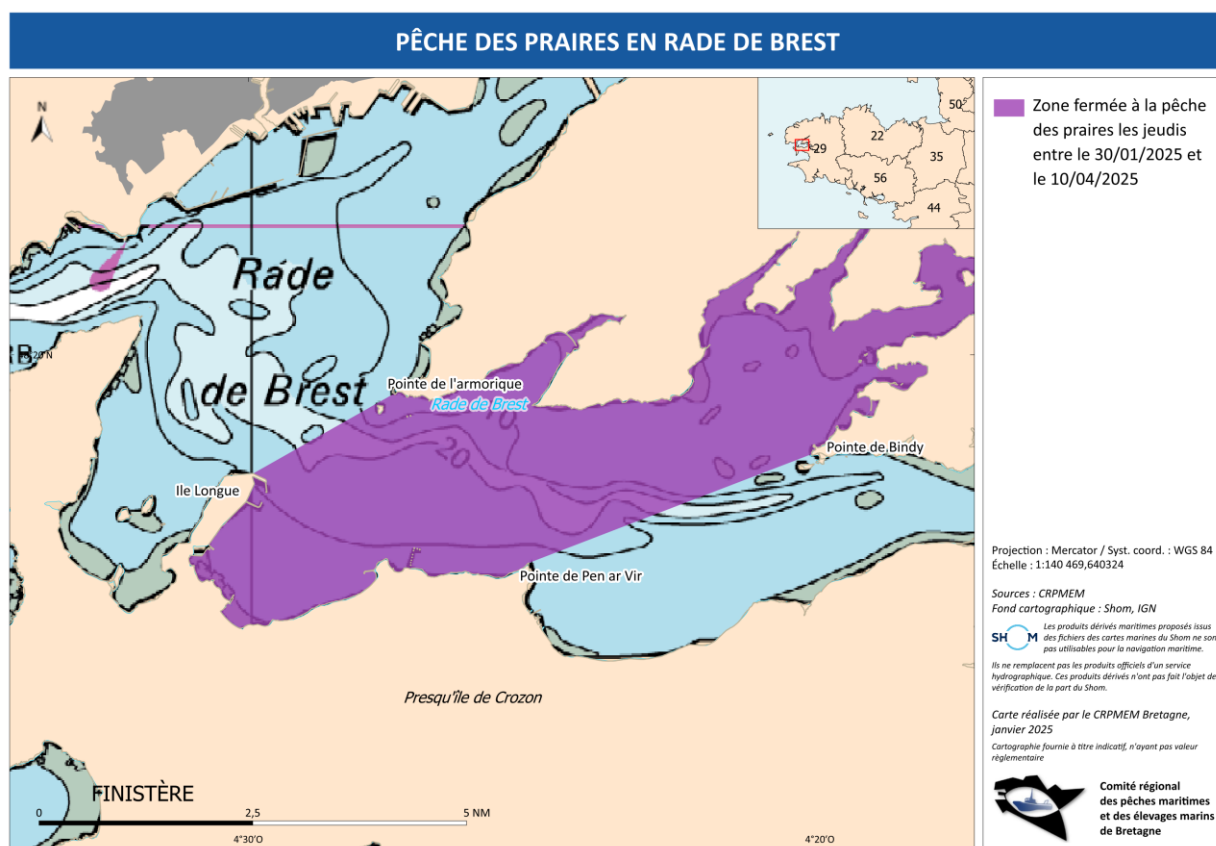 PÊCHE DES PRAIRES EN RADE DE BREST
N
50
22
29
35
56
44
Rade
de Brest
20' N
Pointe de l'armorique
Rade de Brest
20
Pointe de Bindy
Ile Longue
Pointe de Pen ar Vir
Presqu'île de Crozon
FINISTÈRE
0
2,5
5 NM
4°30'O
4°20'O
Zone fermée à la pêche
des praires les jeudis
entre le 30/01/2025 et
le 10/04/2025
Projection : Mercator / Syst. coord. : WGS 84
Échelle : 1:140 469,640324
Sources : CRPMEM
Fond cartographique : Shom, IGN
SHOM
Les produits dérivés maritimes proposés issus
des fichiers des cartes marines du Shom ne son
pas utilisables pour la navigation maritime.
Ils ne remplacent pas les produits officiels d'un service
hydrographique. Ces produits dérivés n'ont pas fait l'objet de
vérification de la part du Shom.
Carte réalisée par le CRPMEM Bretagne,
janvier 2025
Cartographie fournie à titre indicatif, n'ayant pas valeur
règlementaire
Comité régional
des pêches maritimes
et des élevages marins
de Bretagne